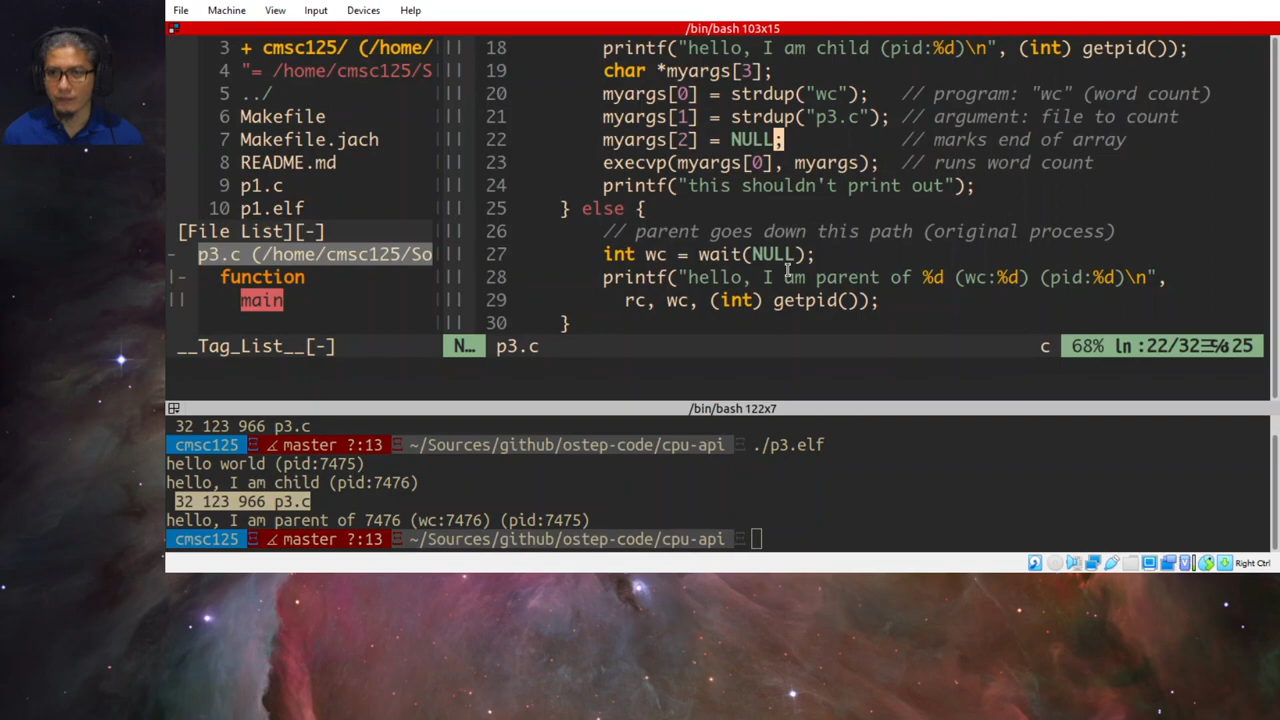 File Machine View Input Devices Help
/bin/bash 103x15
3 + cmsc125/ (/home/
4 "= /home/cmsc125/S
5 ../
6 Makefile
7 Makefile.jach
8 README.md
9 p1.c
10 p1.elf
[File List][-]
p3.c (/home/cmsc125/So
function
main
__Tag_List__[-]
18 printf("hello, I am child (pid:%d)\n", (int) getpid());
19 char *myargs[3];
20 myargs[0] = strdup("wc"); // program: "wc" (word count)
21 myargs[1] = strdup("p3.c"); // argument: file to count
22 myargs[2] = NULL; // marks end of array
23 execvp(myargs[0], myargs); // runs word count
24 printf("this shouldn't print out");
25 } else {
26 // parent goes down this path (original process)
27 int wc = wait(NULL);
28 printf("hello, I am parent of %d (wc:%d) (pid:%d)\n",
29 rc, wc, (int) getpid());
30 }
N… p3.c c 68% ln :22/32 25
/bin/bash 122x7
32 123 966 p3.c
cmsc125 master ?:13 ~/Sources/github/ostep-code/cpu-api ./p3.elf
hello world (pid:7475)
hello, I am child (pid:7476)
32 123 966 p3.c
hello, I am parent of 7476 (wc:7476) (pid:7475)
cmsc125 master ?:13 ~/Sources/github/ostep-code/cpu-api
Right Ctrl